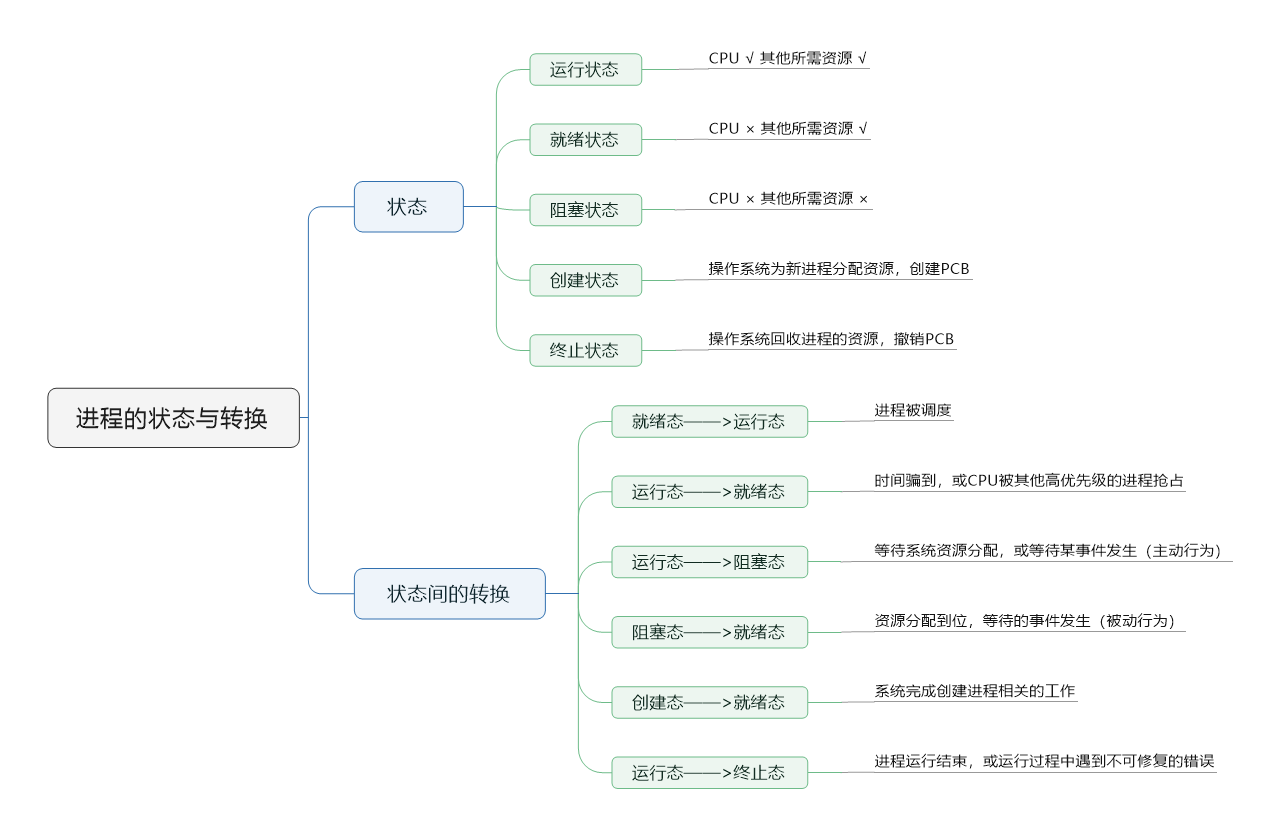 进程的状态与转换
状态
运行状态
CPU √ 其他所需资源 √
就绪状态
CPU × 其他所需资源 √
阻塞状态
CPU × 其他所需资源 ×
创建状态
操作系统为新进程分配资源，创建PCB
终止状态
操作系统回收进程的资源，撤销PCB
状态间的转换
就绪态——>运行态
进程被调度
运行态——>就绪态
时间骗到，或CPU被其他高优先级的进程抢占
运行态——>阻塞态
等待系统资源分配，或等待某事件发生（主动行为）
阻塞态——>就绪态
资源分配到位，等待的事件发生（被动行为）
创建态——>就绪态
系统完成创建进程相关的工作
运行态——>终止态
进程运行结束，或运行过程中遇到不可修复的错误